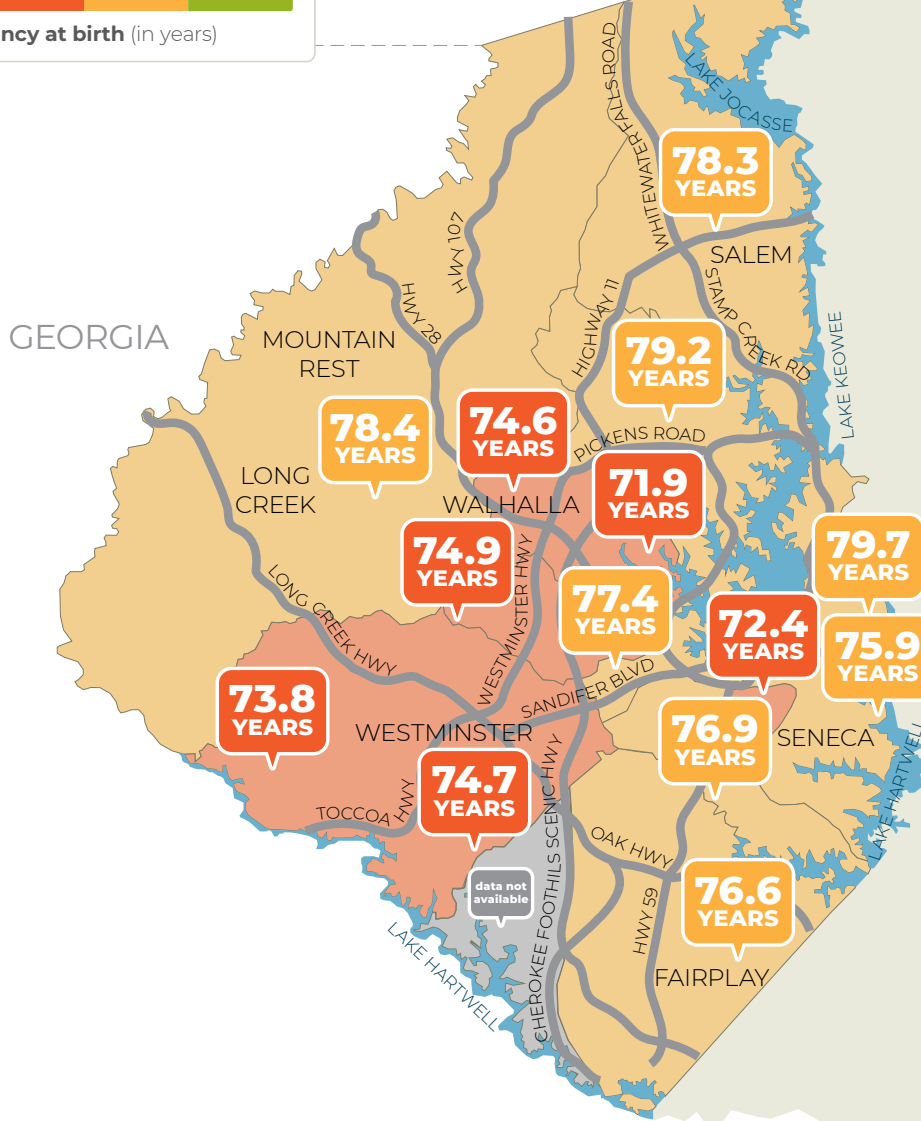 ncy at birth (in years)
LAKE JOCASSE
WHITEWATER FALLS ROAD
78.3
YEARS
HWY 107
SALEM
HWY 28
HIGHWAY 11
STAMP CREEK RD
GEORGIA
MOUNTAIN
REST
79.2
YEARS
LAKE KEOWEE
78.4
YEARS
74.6
YEARS
PICKENS ROAD
LONG
CREEK
WALHALLA
71.9
YEARS
74.9
YEARS
WESTMINSTER HWY
79.7
YEARS
LONG CREEK HWY
77.4
YEARS
72.4
YEARS
75.9
YEARS
73.8
YEARS
SANDIFER BLVD
WESTMINSTER
76.9
YEARS
SENECA
74.7
YEARS
TOCCOA HWY
CHEROKEE FOOTHILLS SCENIC HWY
LAKE HARTWELL
OAK HWY
data not
available
76.6
YEARS
HWY 59
LAKE HARTWELL
FAIRPLAY